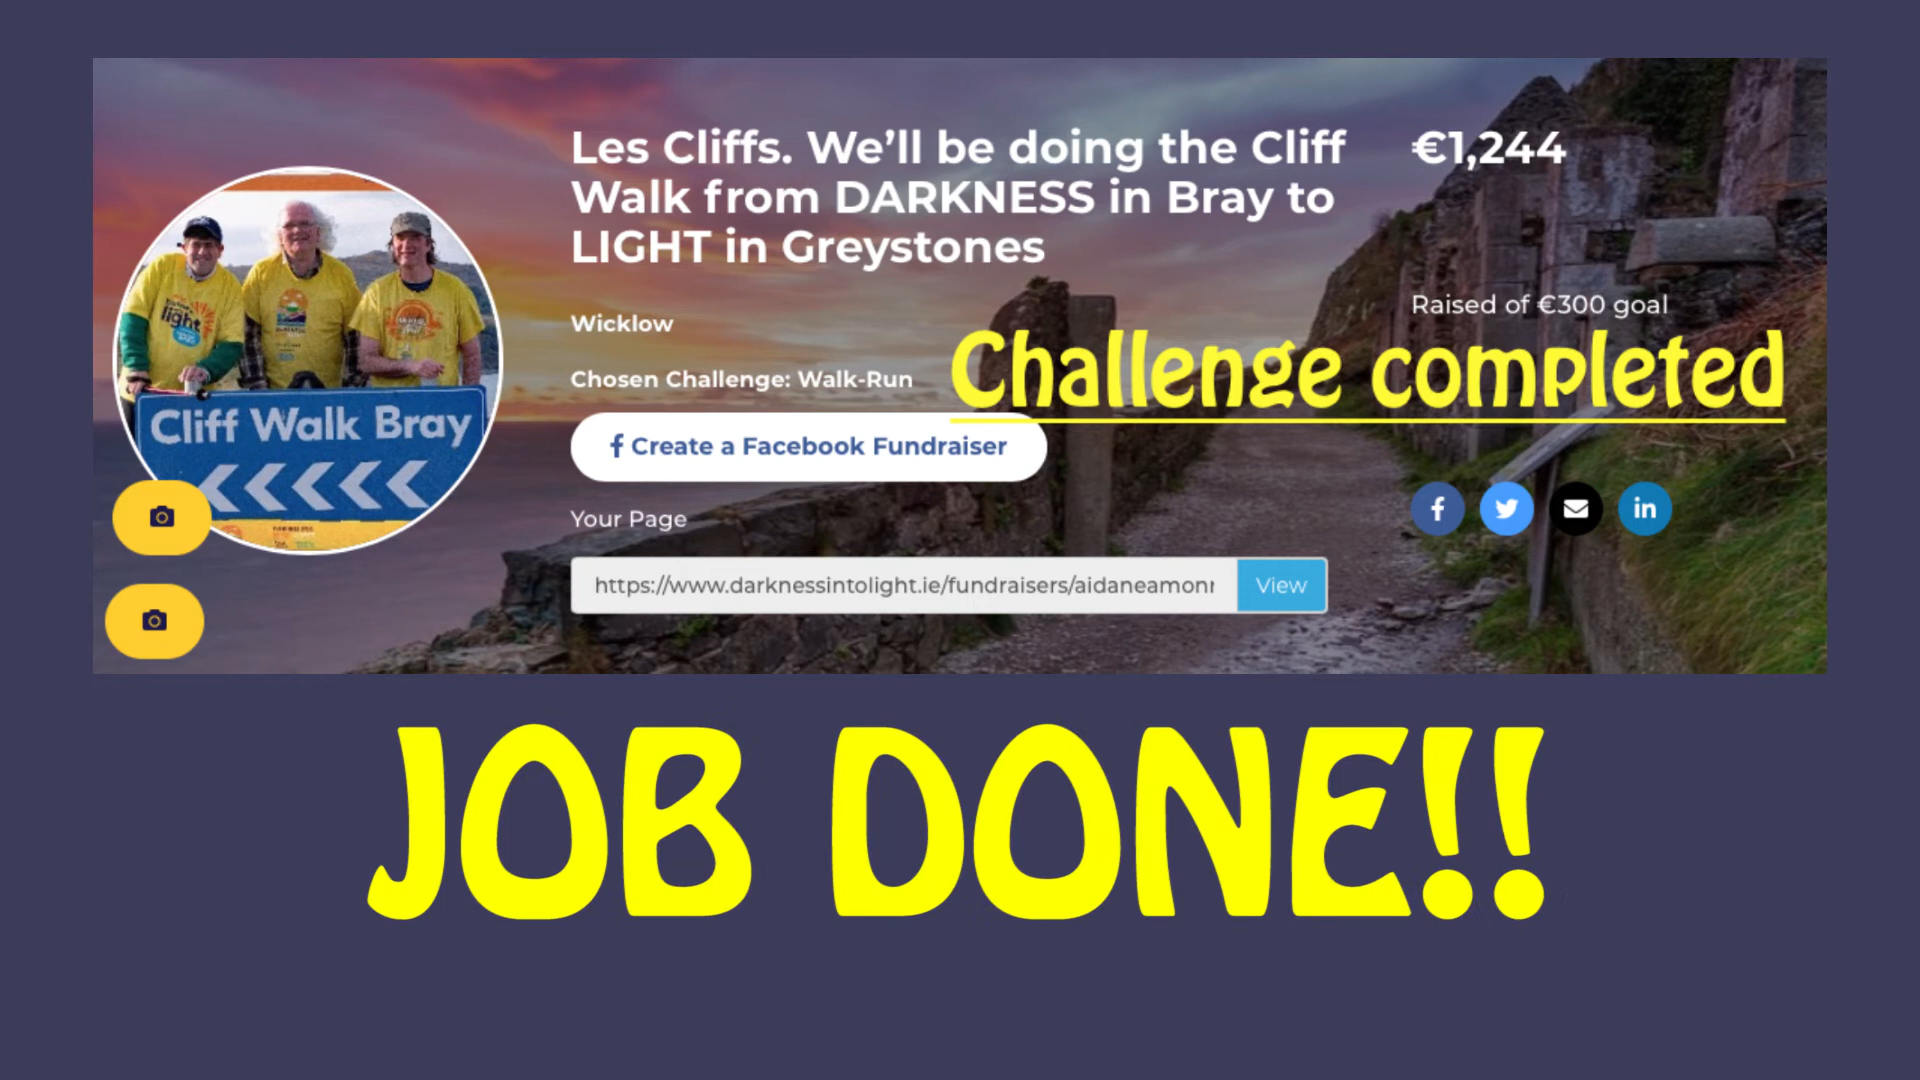 Les Cliffs. We’ll be doing the Cliff
Walk from DARKNESS in Bray to
LIGHT in Greystones
€1,244
Raised of €300 goal
Wicklow
Challenge completed
Chosen Challenge: Walk-Run
Create a Facebook Fundraiser
light
Cliff Walk Bray
Your Page
https://www.darknessintolight.ie/fundraisers/aidaneamonr
View
JOB DONE!!